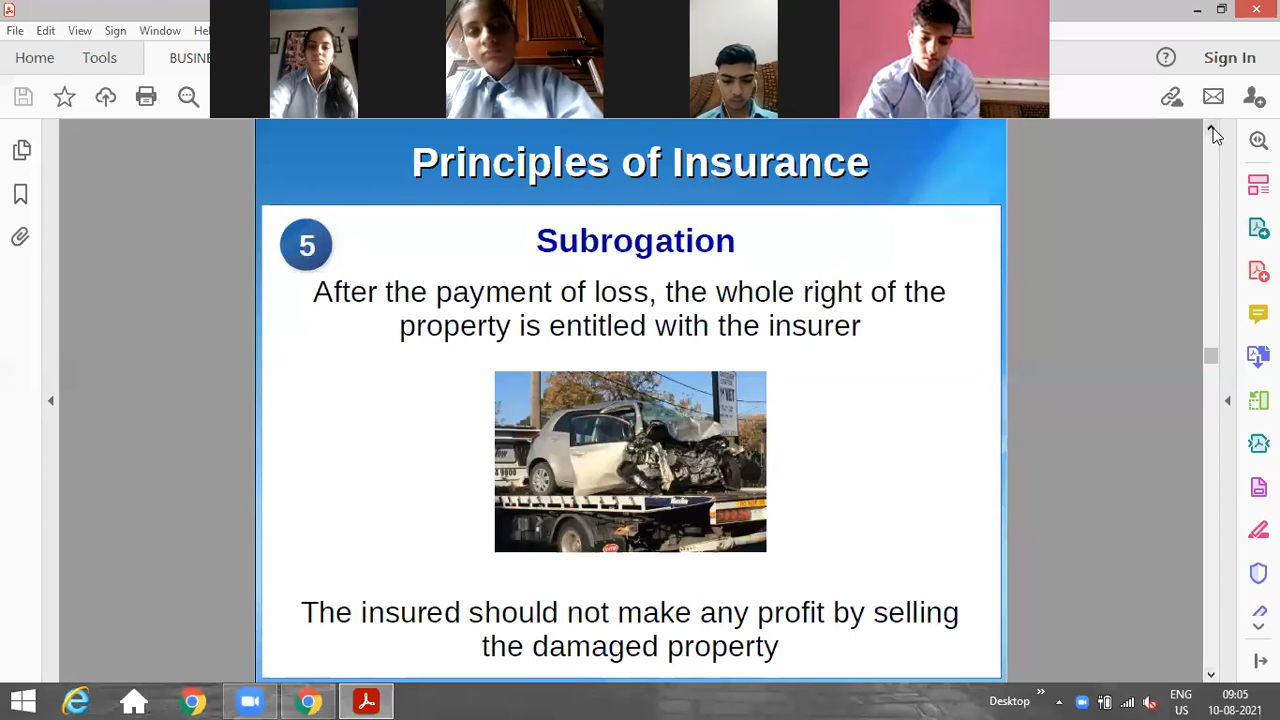 File Edit View Sign Window Hel
Home Tools BUSINE
Sign In
Principles of Insurance
5
Subrogation
After the payment of loss, the whole right of the
property is entitled with the insurer
The insured should not make any profit by selling
the damaged property
Desktop
ENG
US
09:05
10-08-2021